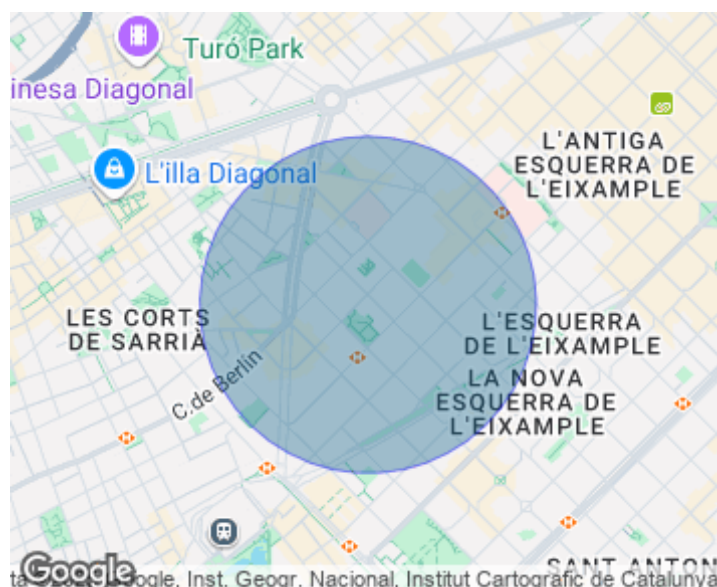 Turó Park
inesa Diagonal
L'ANTIGA
ESQUERRA DE
L'EIXAMPLE
L'illa Diagonal
LES CORTS
DE SARRIÀ
L'ESQUERRA
DE L'EIXAMPLE
C.de Berlín
LA NOVA
ESQUERRA DE
L'EIXAMPLE
SANT ANTON
Google
Google, Inst. Geogr. Nacional, Institut Cartogràfic de Catalunya